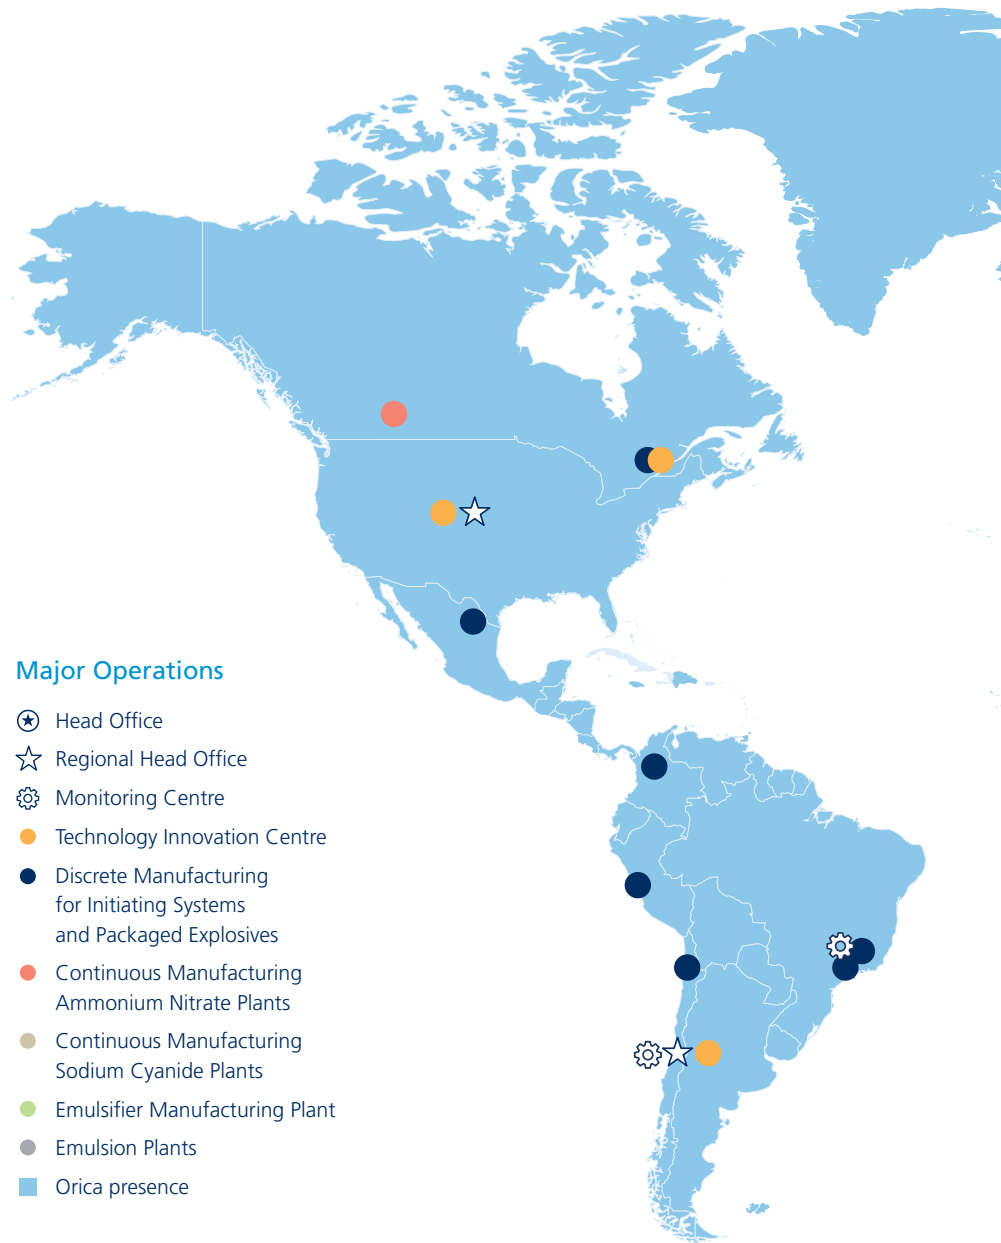 Major Operations
Head Office
Regional Head Office
Monitoring Centre
Technology Innovation Centre
Discrete Manufacturing
for Initiating Systems
and Packaged Explosives
Continuous Manufacturing
Ammonium Nitrate Plants
Continuous Manufacturing
Sodium Cyanide Plants
Emulsifier Manufacturing Plant
Emulsion Plants
Orica presence